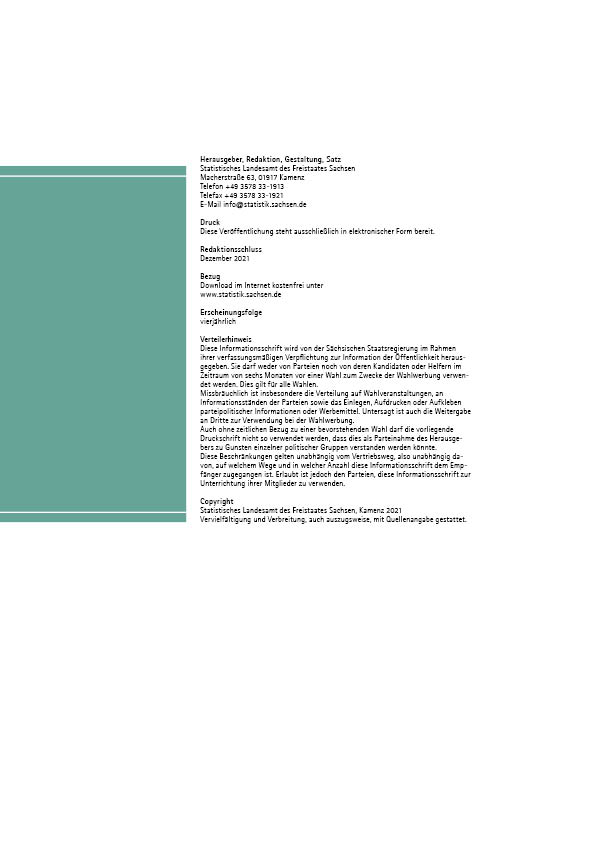 Herausgeber, Redaktion, Gestaltung, Satz
Statistisches Landesamt des Freistaates Sachsen
Macherstraße 63, 01917 Kamenz
Telefon +49 3578 33-1913
Telefax +49 3578 33-1921
E-Mail info@statistik.sachsen.de
Druck
Diese Veröffentlichung steht ausschließlich in elektronischer Form bereit.
Redaktionsschluss
Dezember 2021
Bezug
Download im Internet kostenfrei unter
www.statistik.sachsen.de
Erscheinungsfolge
vierjährlich
Verteilerhinweis
Diese Informationsschrift wird von der Sächsischen Staatsregierung im Rahmen
ihrer verfassungsmäßigen Verpflichtung zur Information der Öffentlichkeit heraus-
gegeben. Sie darf weder von Parteien noch von deren Kandidaten oder Helfern im
Zeitraum von sechs Monaten vor einer Wahl zum Zwecke der Wahlwerbung verwen-
det werden. Dies gilt für alle Wahlen.
Missbräuchlich ist insbesondere die Verteilung auf Wahlveranstaltungen, an
Informationsständen der Parteien sowie das Einlegen, Aufdrucken oder Aufkleben
parteipolitischer Informationen oder Werbemittel. Untersagt ist auch die Weitergabe
an Dritte zur Verwendung bei der Wahlwerbung.
Auch ohne zeitlichen Bezug zu einer bevorstehenden Wahl darf die vorliegende
Druckschrift nicht so verwendet werden, dass dies als Parteinahme des Herausge-
bers zu Gunsten einzelner politischer Gruppen verstanden werden könnte.
Diese Beschränkungen gelten unabhängig vom Vertriebsweg, also unabhängig da-
von, auf welchem Wege und in welcher Anzahl diese Informationsschrift dem Emp-
fänger zugegangen ist. Erlaubt ist jedoch den Parteien, diese Informationsschrift zur
Unterrichtung ihrer Mitglieder zu verwenden.
Copyright
Statistisches Landesamt des Freistaates Sachsen, Kamenz 2021
Vervielfältigung und Verbreitung, auch auszugsweise, mit Quellenangabe gestattet.